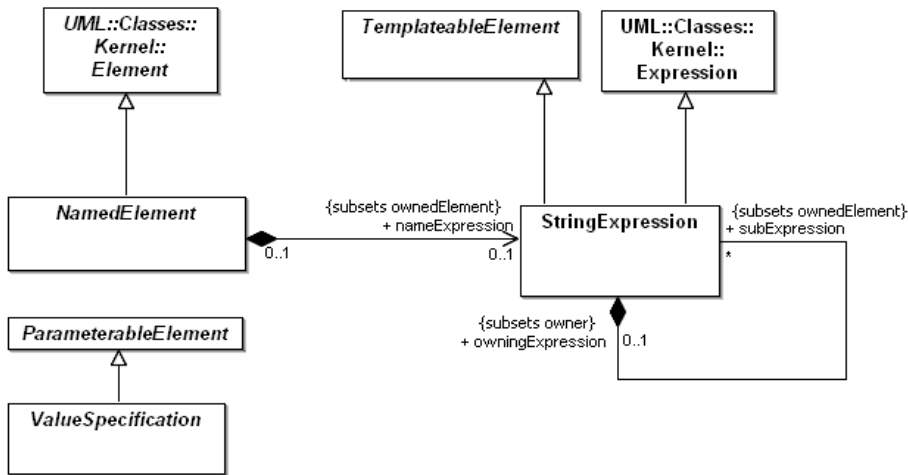 UML::Classes::
Kernel::
Element
TemplateableElement
UML::Classes::
Kernel::
Expression
NamedElement
{subsets ownedElement}
+ nameExpression
0..1
0..1
StringExpression
{subsets ownedElement}
+ subExpression
*
{subsets owner}
+ owningExpression
0..1
ParameterableElement
ValueSpecification